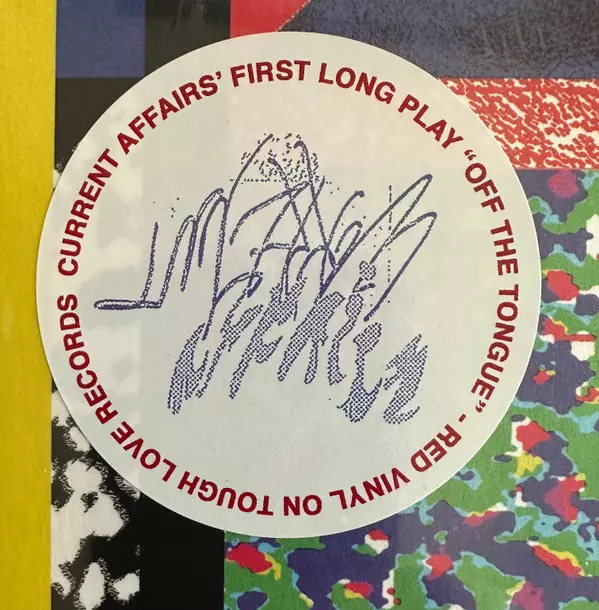 CURRENT AFFAIRS' FIRST LONG PLAY "OFF THE TONGUE" - RED VINYL ON TOUGH LOVE RECORDS